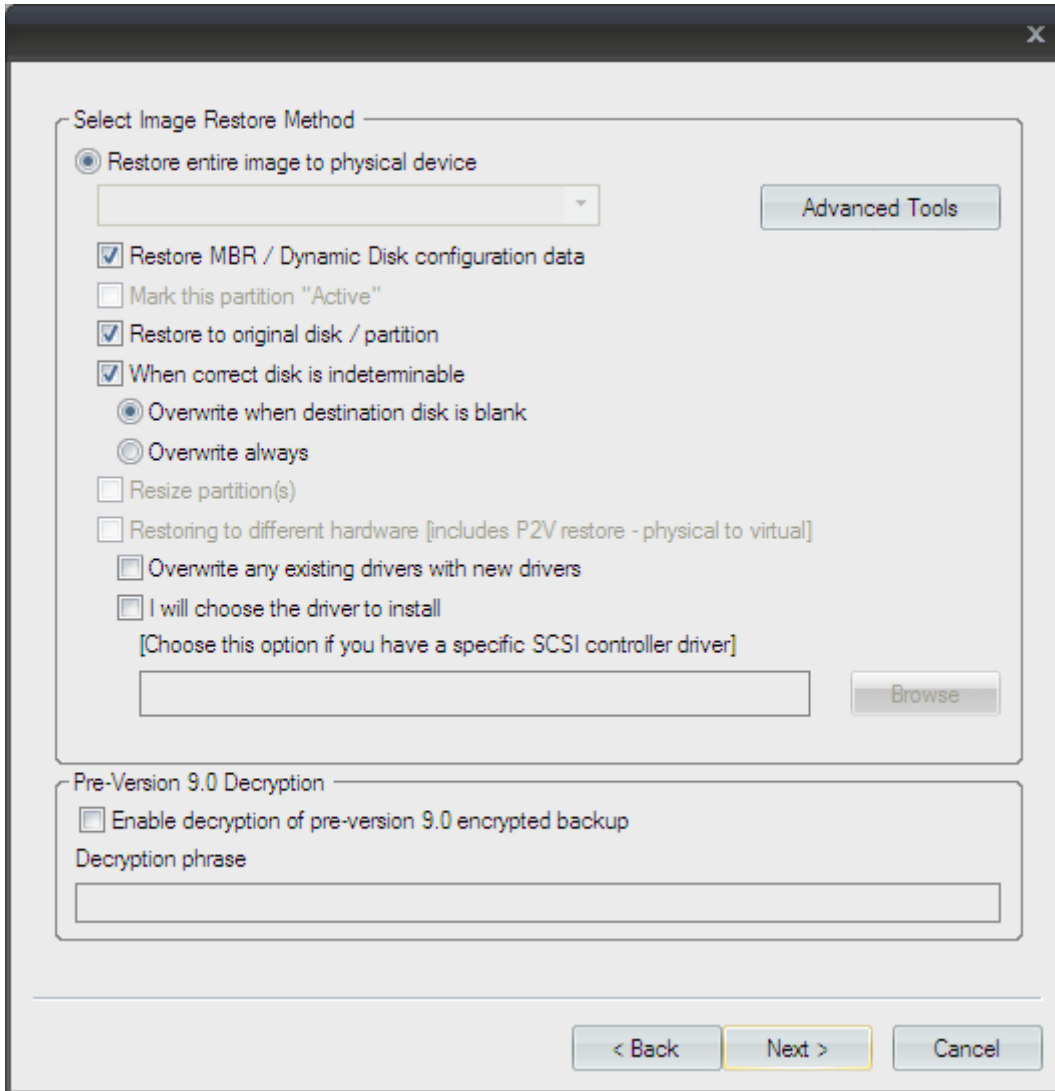 x
Select Image Restore Method
Restore entire image to physical device
Advanced Tools
Restore MBR / Dynamic Disk configuration data
Mark this partition "Active"
Restore to original disk / partition
When correct disk is indeterminable
Overwrite when destination disk is blank
Overwrite always
Resize partition(s)
Restoring to different hardware [includes P2V restore - physical to virtual]
Overwrite any existing drivers with new drivers
I will choose the driver to install
[Choose this option if you have a specific SCSI controller driver]
Browse
Pre-Version 9.0 Decryption
Enable decryption of pre-version 9.0 encrypted backup
Decryption phrase
< Back Next > Cancel